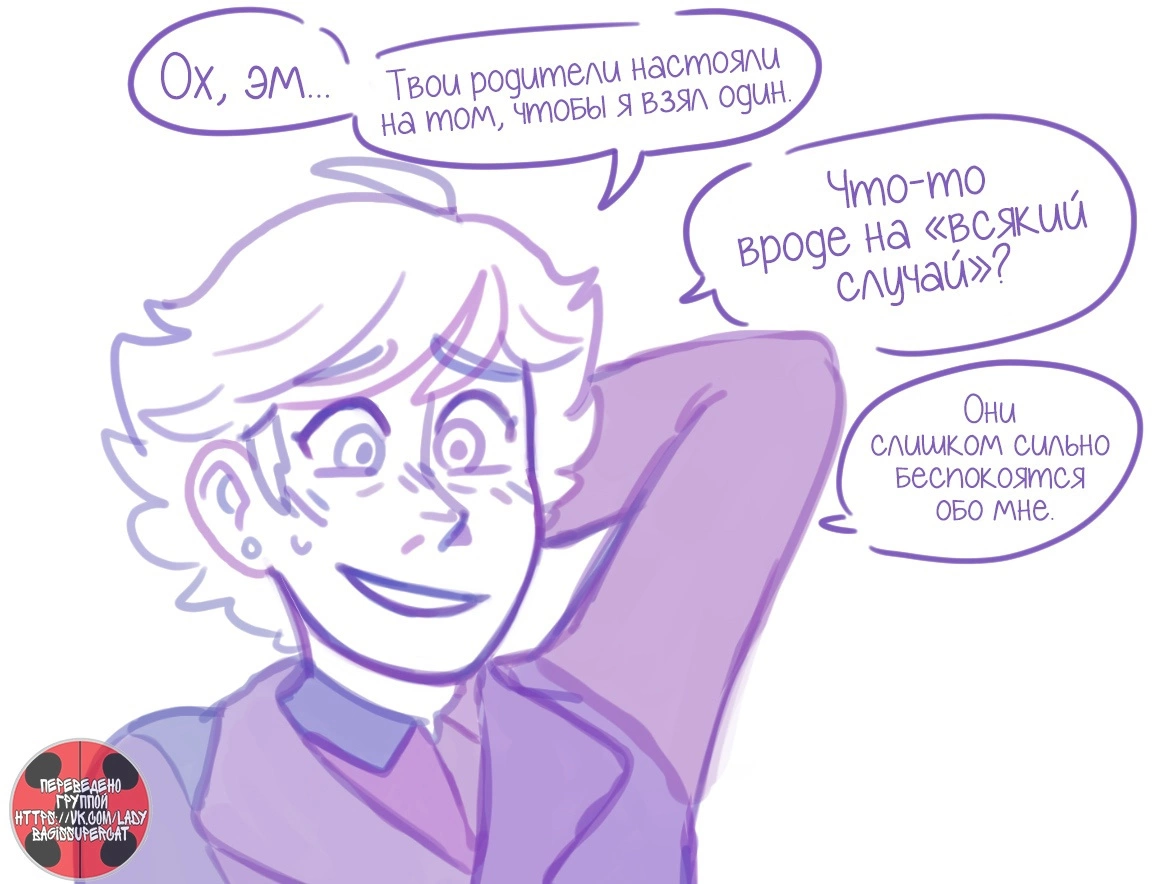 Ох, эм...
Твои родители настояли
на том, чтобы я взял один.
Что-то
вроде на «всякий
случай»?
Они
слишком сильно
беспокоятся
обо мне.
ПЕРЕВЕДЕНО
ГРУППОЙ
HTTPS://VK.COM/LADY
BAGISSUPERCAT